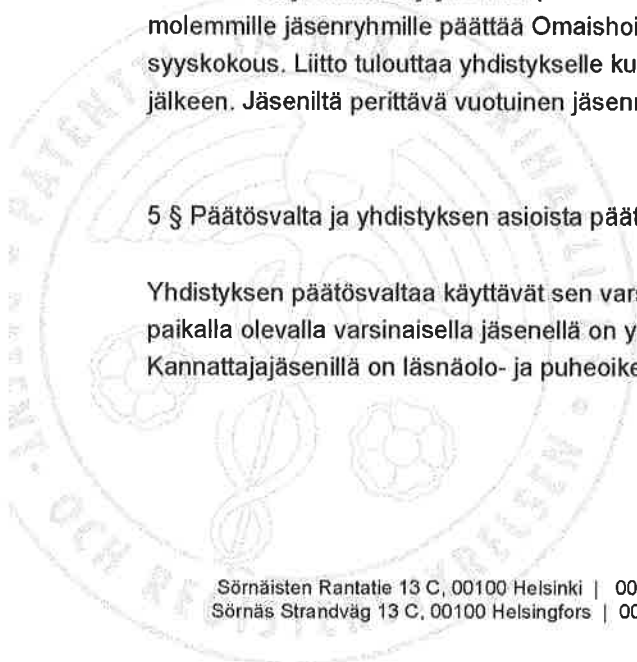 molemmille jäsenryhmille päättää Omaishoi
syyskokous. Liitto tulouttaa yhdistykselle ku
jälkeen. Jäseniltä perittävä vuotuinen jäsenr
5 § Päätösvalta ja yhdistyksen asioista päät
Yhdistyksen päätösvaltaa käyttävät sen vars
paikalla olevalla varsinaisella jäsenellä on y
Kannattajajäsenillä on läsnäolo- ja puheoike
Sörnäisten Rantatie 13 C, 00100 Helsinki | 00
Sörnäs Strandväg 13 C, 00100 Helsingfors | 00